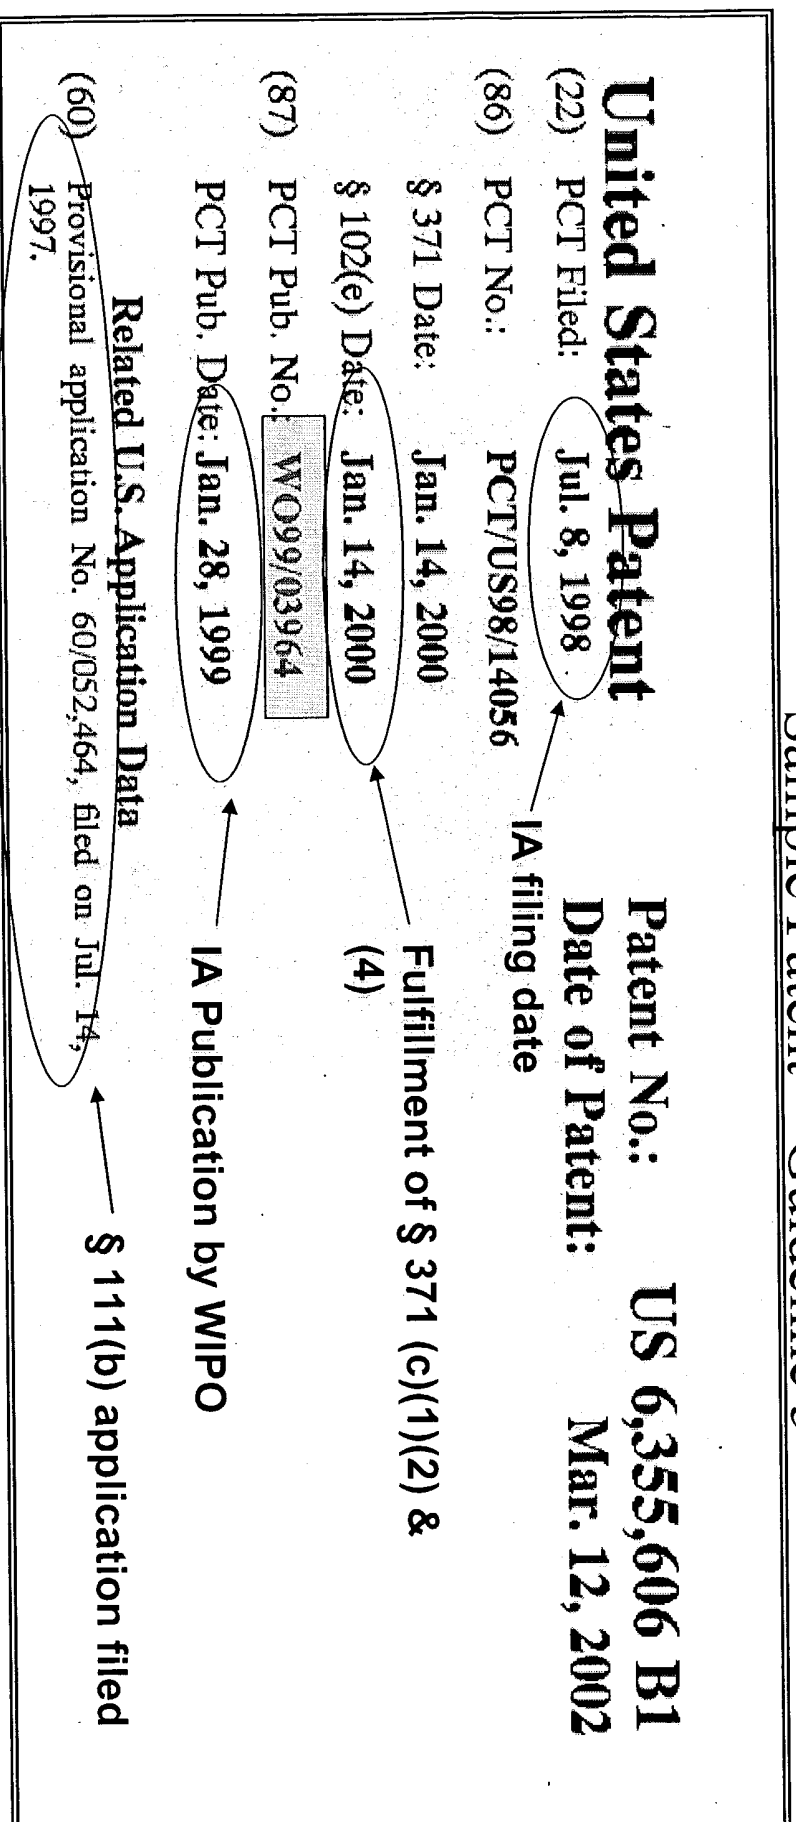 United States Patent
Patent No.: US 6,355,606 B1
Date of Patent: Mar. 12, 2002
(22) PCT Filed: Jul. 8, 1998
IA filing date
(86) PCT No.: PCT/US98/14056
§ 371 Date: Jan. 14, 2000
Fulfillment of § 371 (c)(1)(2) &
(4)
§ 102(e) Date: Jan. 14, 2000
(87) PCT Pub. No.: WO99/03964
PCT Pub. Date: Jan. 28, 1999
IA Publication by WIPO
Related U.S. Application Data
(60) Provisional application No. 60/052,464, filed on Jul. 14,
1997.
§ 111(b) application filed